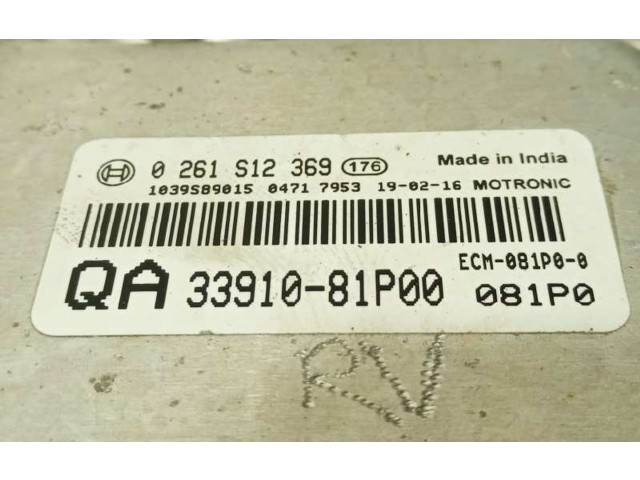 0 261 S12 369 176 Made in India
1039S89015 0471 7953 19-02-16 MOTRONIC
ECM-081P0-0
QA 33910-81P00 081P0
RV